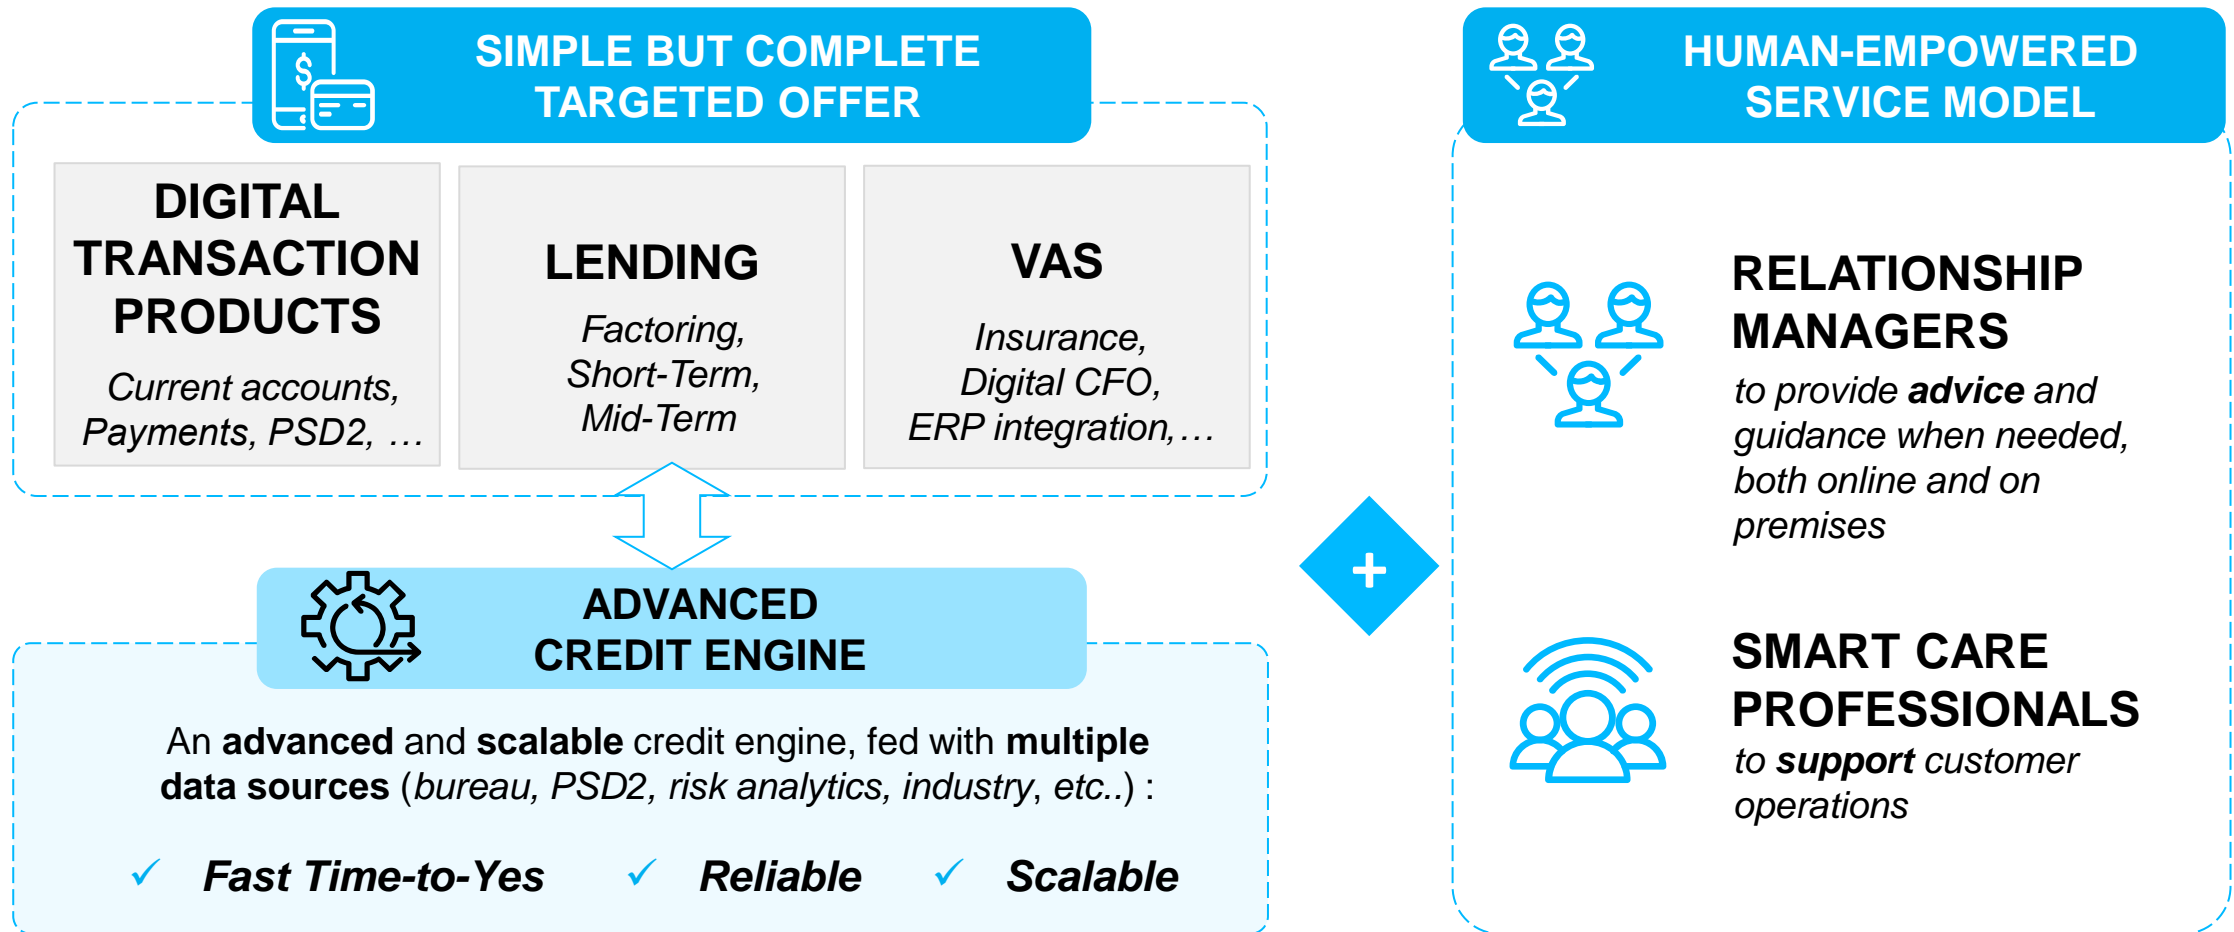 SIMPLE BUT COMPLETE
TARGETED OFFER
DIGITAL
TRANSACTION
PRODUCTS
Current accounts,
Payments, PSD2, …
LENDING
Factoring,
Short-Term,
Mid-Term
VAS
Insurance,
Digital CFO,
ERP integration,…
ADVANCED
CREDIT ENGINE
An advanced and scalable credit engine, fed with multiple
data sources (bureau, PSD2, risk analytics, industry, etc..) :
✓ Fast Time-to-Yes ✓ Reliable ✓ Scalable
+
HUMAN-EMPOWERED
SERVICE MODEL
RELATIONSHIP
MANAGERS
to provide advice and
guidance when needed,
both online and on
premises
SMART CARE
PROFESSIONALS
to support customer
operations